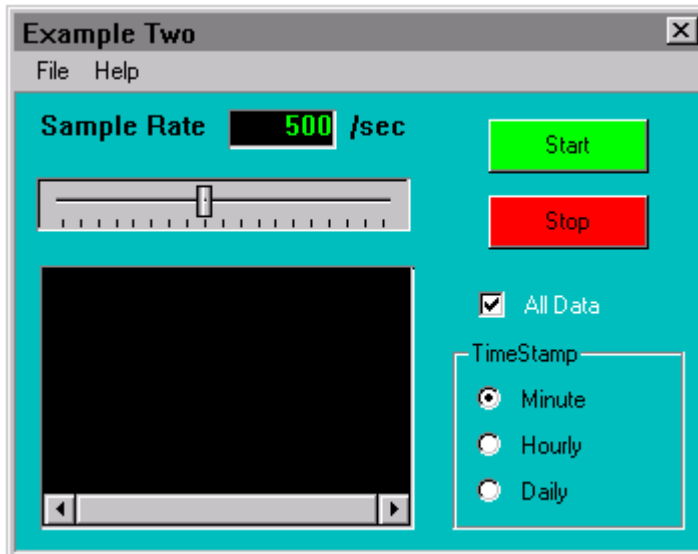 Example Two
File Help
Sample Rate 500 /sec
Start
Stop
All Data
TimeStamp
Minute
Hourly
Daily